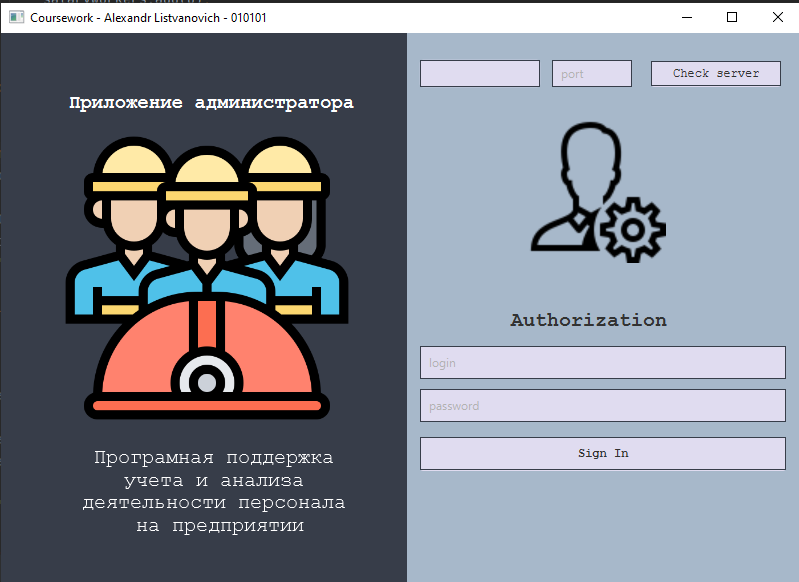 Coursework - Alexandr Listvanovich - 010101
Приложение администратора
Програмная поддержка
учета и анализа
деятельности персонала
на предприятии
port
Check server
Authorization
login
password
Sign In